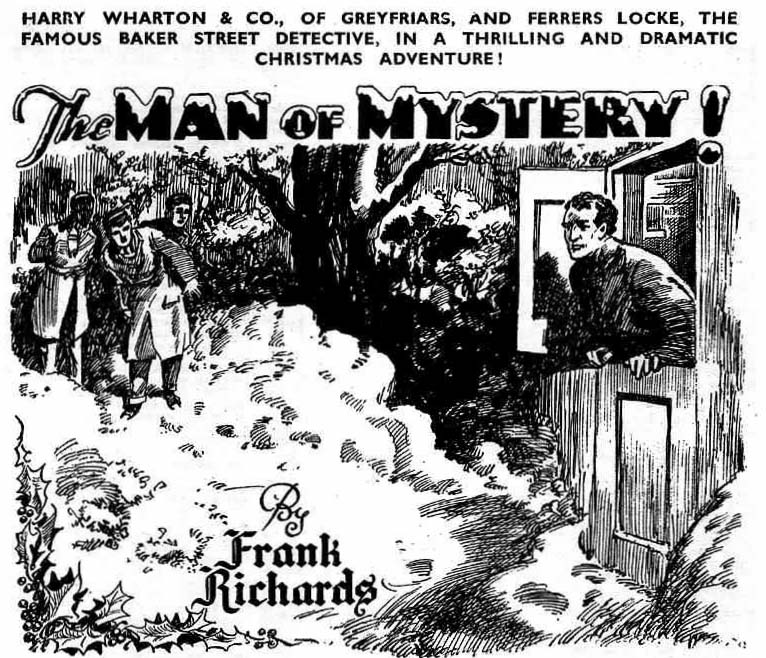 HARRY WHARTON & CO., OF GREYFRIARS, AND FERRERS LOCKE, THE
FAMOUS BAKER STREET DETECTIVE, IN A THRILLING AND DRAMATIC
CHRISTMAS ADVENTURE!
The MAN OF MYSTERY!
By
Frank
Richards